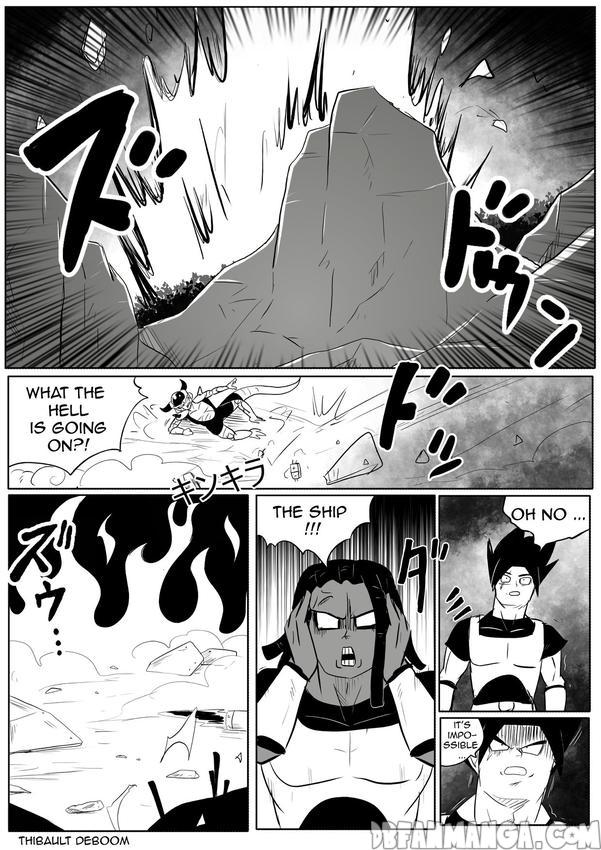 ズ
ドゥン
WHAT THE
HELL
IS GOING
ON?!
ド
キンキラ
ズ
ゥ
...
THE SHIP
!!!
ダ
OH NO ...
IT'S
IMPO-
SSIBLE
...
THIBAULT DEBOOM
DBFANMANGA.COM